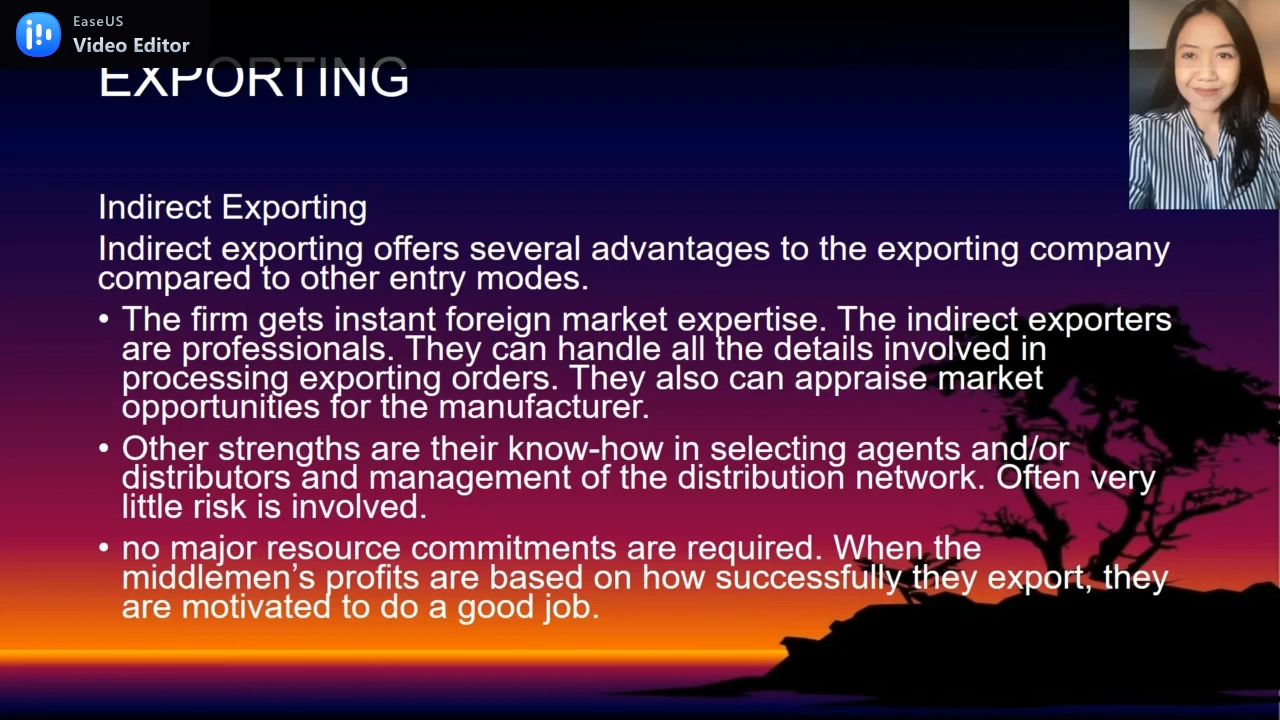 EaseUS
Video Editor
EXPORTING
Indirect Exporting
Indirect exporting offers several advantages to the exporting company
compared to other entry modes.
• The firm gets instant foreign market expertise. The indirect exporters
are professionals. They can handle all the details involved in
processing exporting orders. They also can appraise market
opportunities for the manufacturer.
• Other strengths are their know-how in selecting agents and/or
distributors and management of the distribution network. Often very
little risk is involved.
• no major resource commitments are required. When the
middlemen’s profits are based on how successfully they export, they
are motivated to do a good job.